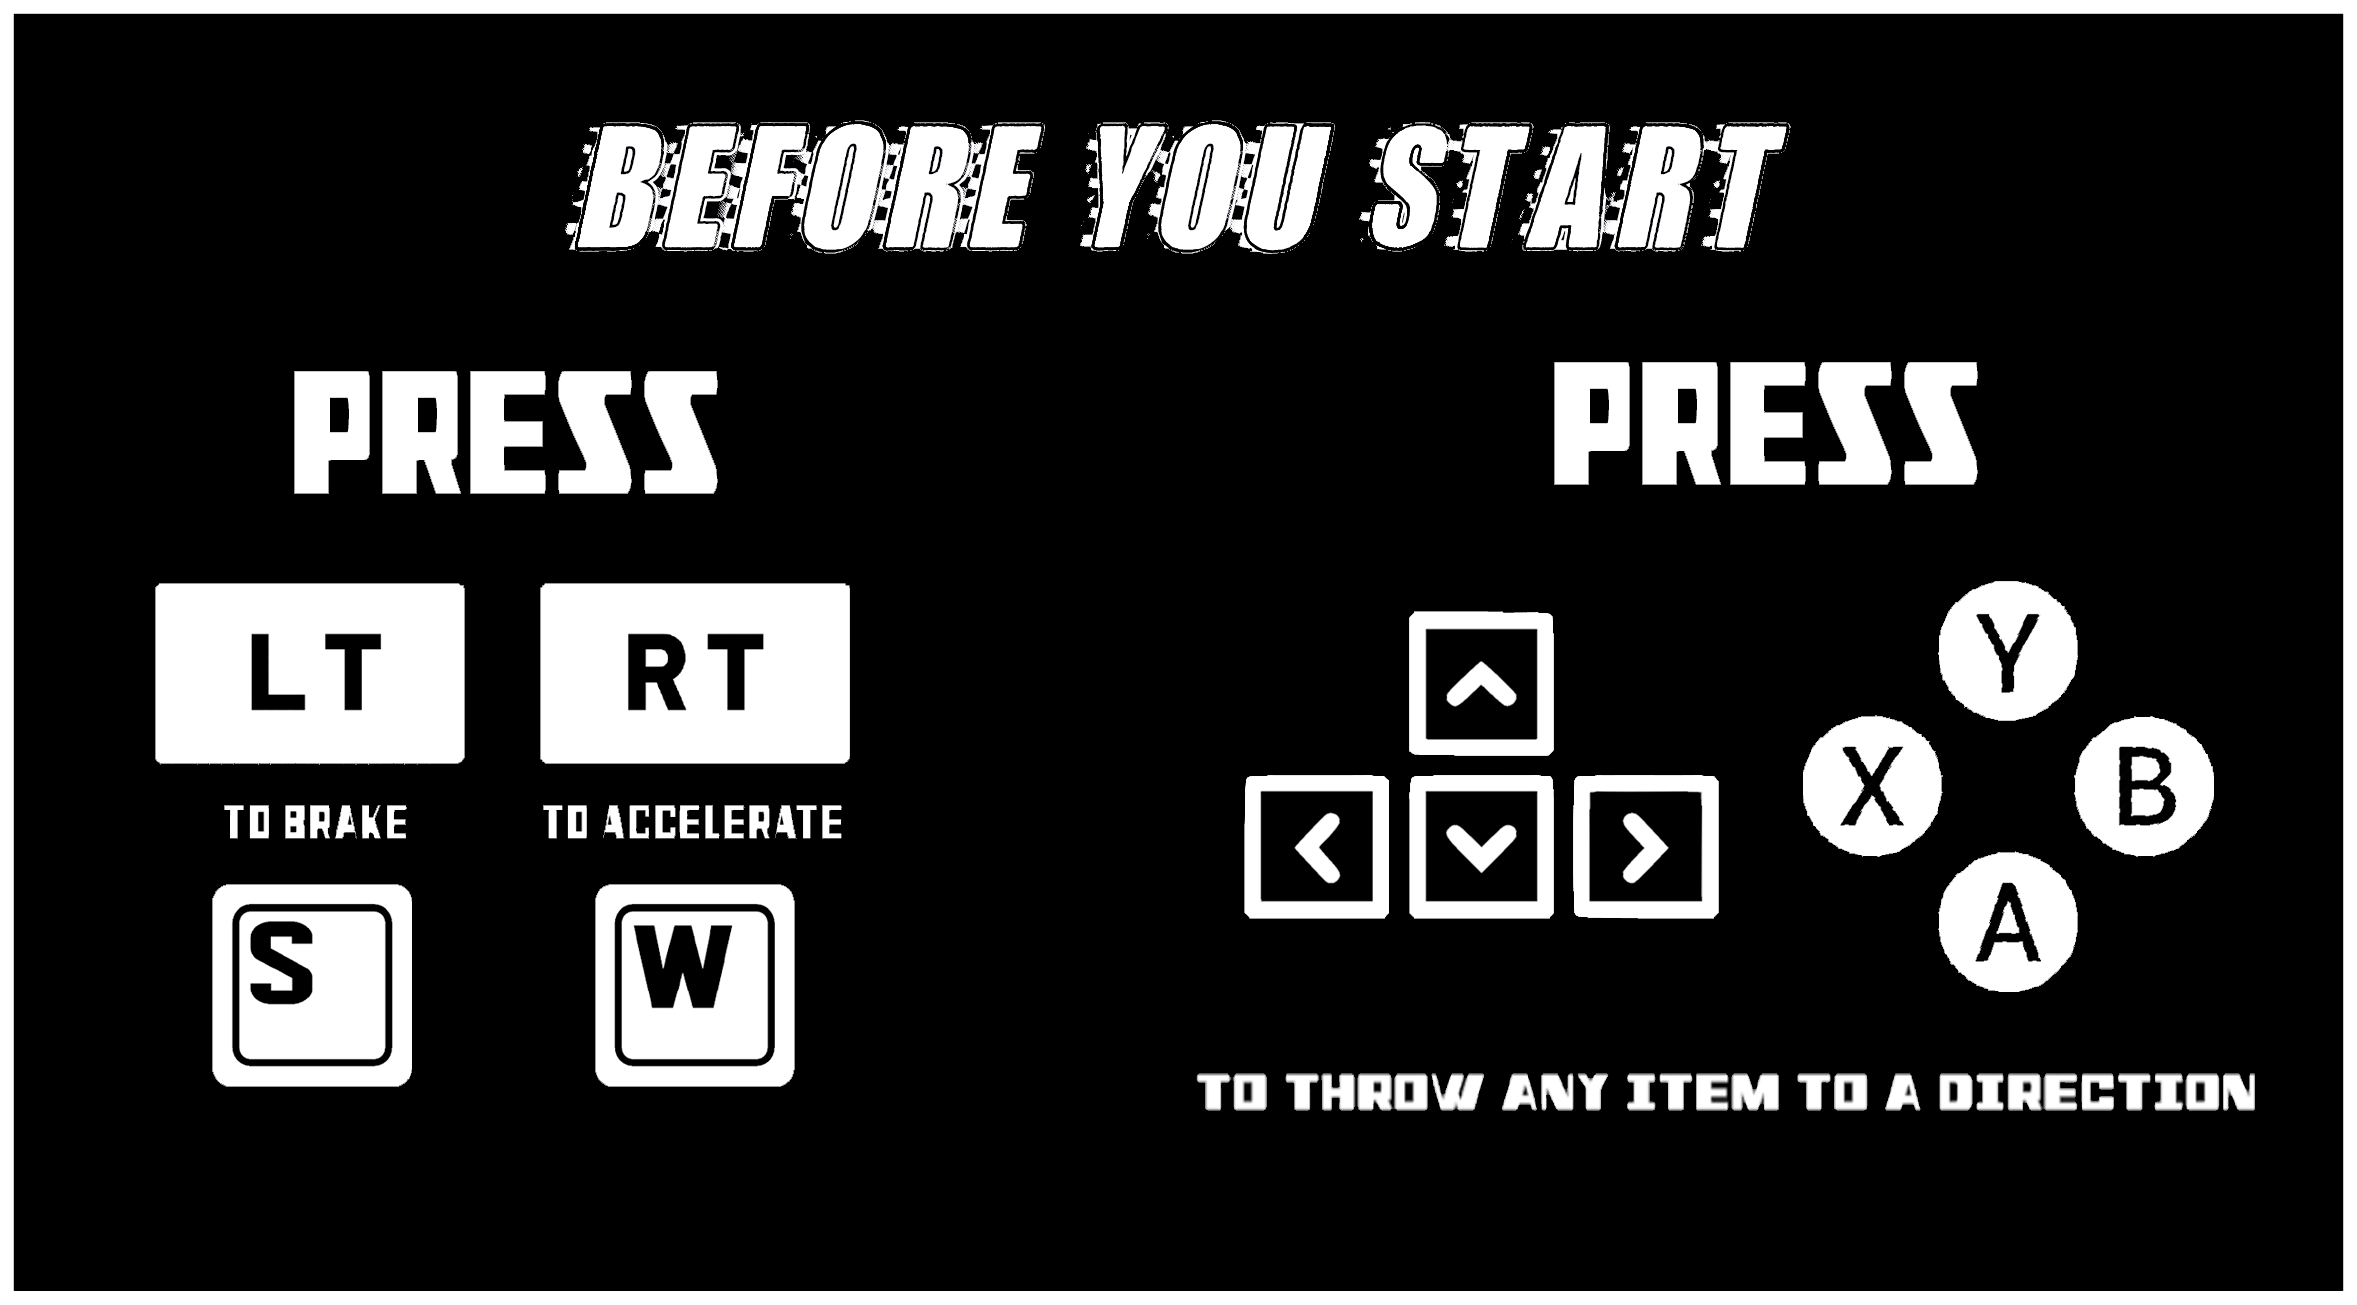 BEFORE YOU START
PRESS
LT RT
TO BRAKE TO ACCELERATE
S W
PRESS
Y
X B
A
TO THROW ANY ITEM TO A DIRECTION